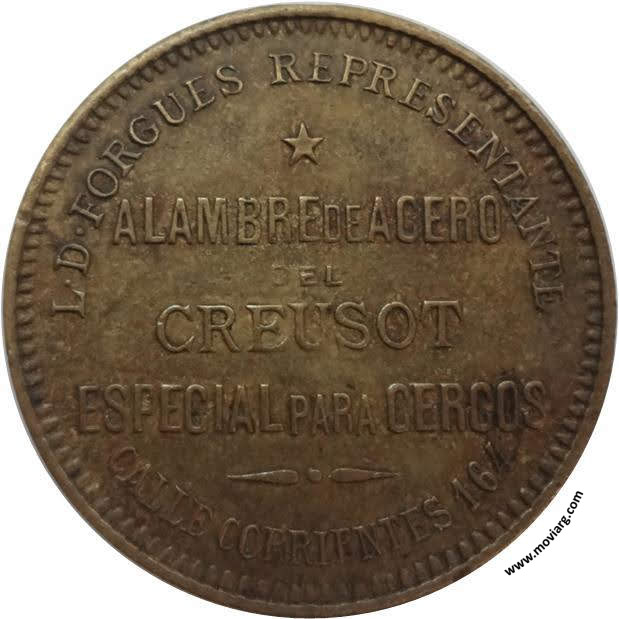 L.D. FORGUES REPRESENTANTE
ALAMBRE DE ACERO
DEL
CREUSOT
ESPECIAL PARA CERCOS
CALLE CORRIENTES 164
www.moviarg.com